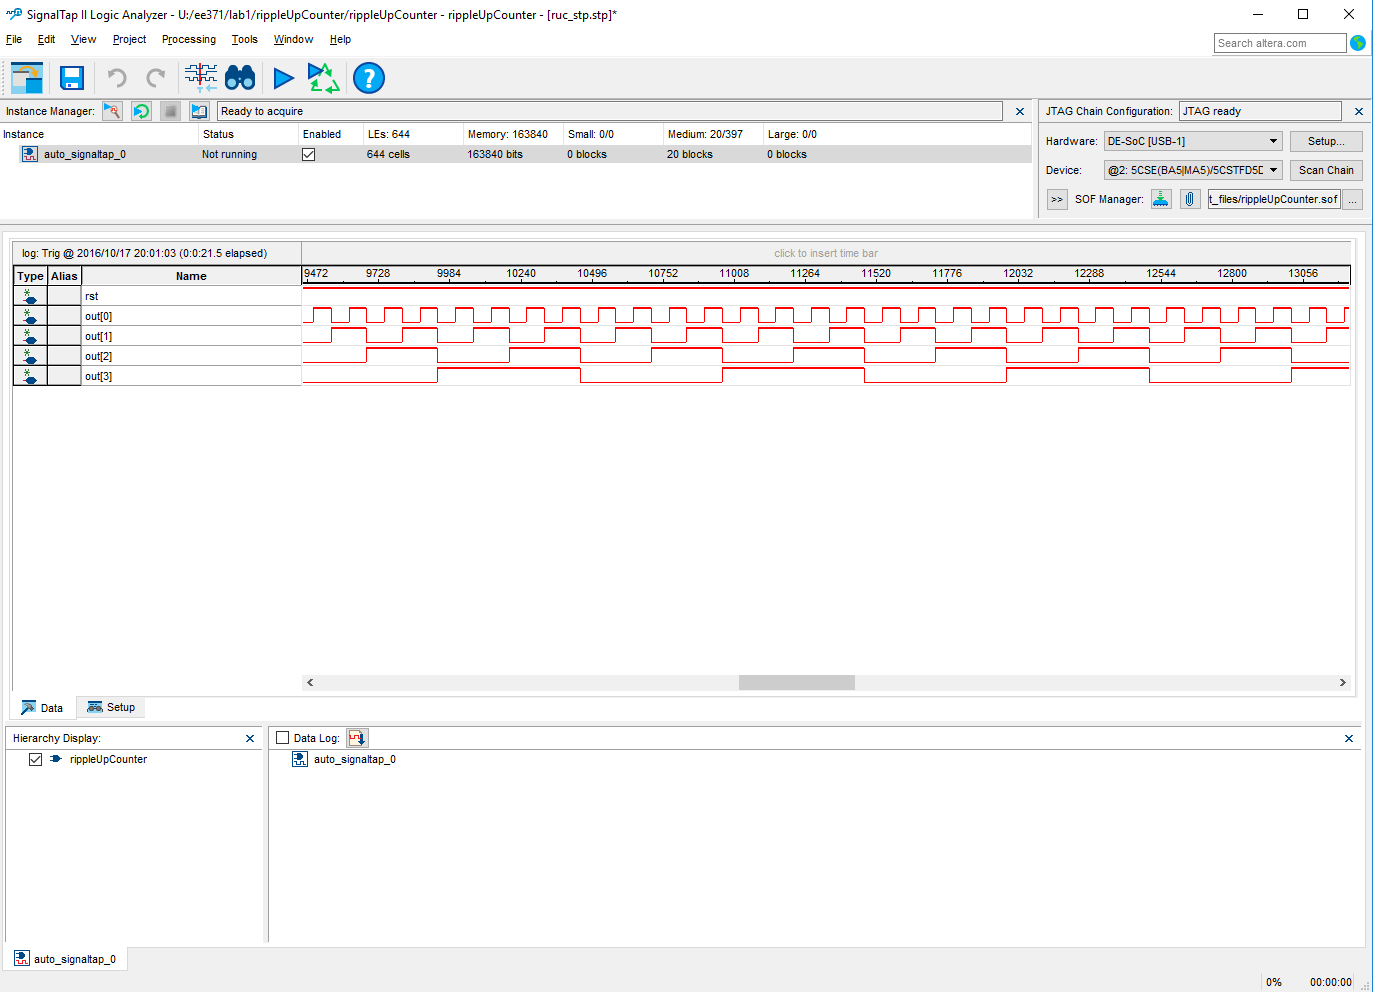 SignalTap II Logic Analyzer - U:/ee371/lab1/rippleUpCounter/rippleUpCounter - rippleUpCounter - [ruc_stp.stp]*
File Edit View Project Processing Tools Window Help
Search altera.com
Instance Manager: Ready to acquire
JTAG Chain Configuration: JTAG ready
Instance Status Enabled LEs: 644 Memory: 163840 Small: 0/0 Medium: 20/397 Large: 0/0
auto_signaltap_0 Not running 644 cells 163840 bits 0 blocks 20 blocks 0 blocks
Hardware: DE-SoC [USB-1] Setup...
Device: @2: 5CSE(BA5|MA5)/5CSTFD5D Scan Chain
>> SOF Manager: t_files/rippleUpCounter.sof ...
log: Trig @ 2016/10/17 20:01:03 (0:0:21.5 elapsed) click to insert time bar
Type Alias Name 9472 9728 9984 10240 10496 10752 11008 11264 11520 11776 12032 12288 12544 12800 13056
rst
out[0]
out[1]
out[2]
out[3]
Data Setup
Hierarchy Display:
rippleUpCounter
Data Log:
auto_signaltap_0
auto_signaltap_0
0% 00:00:00